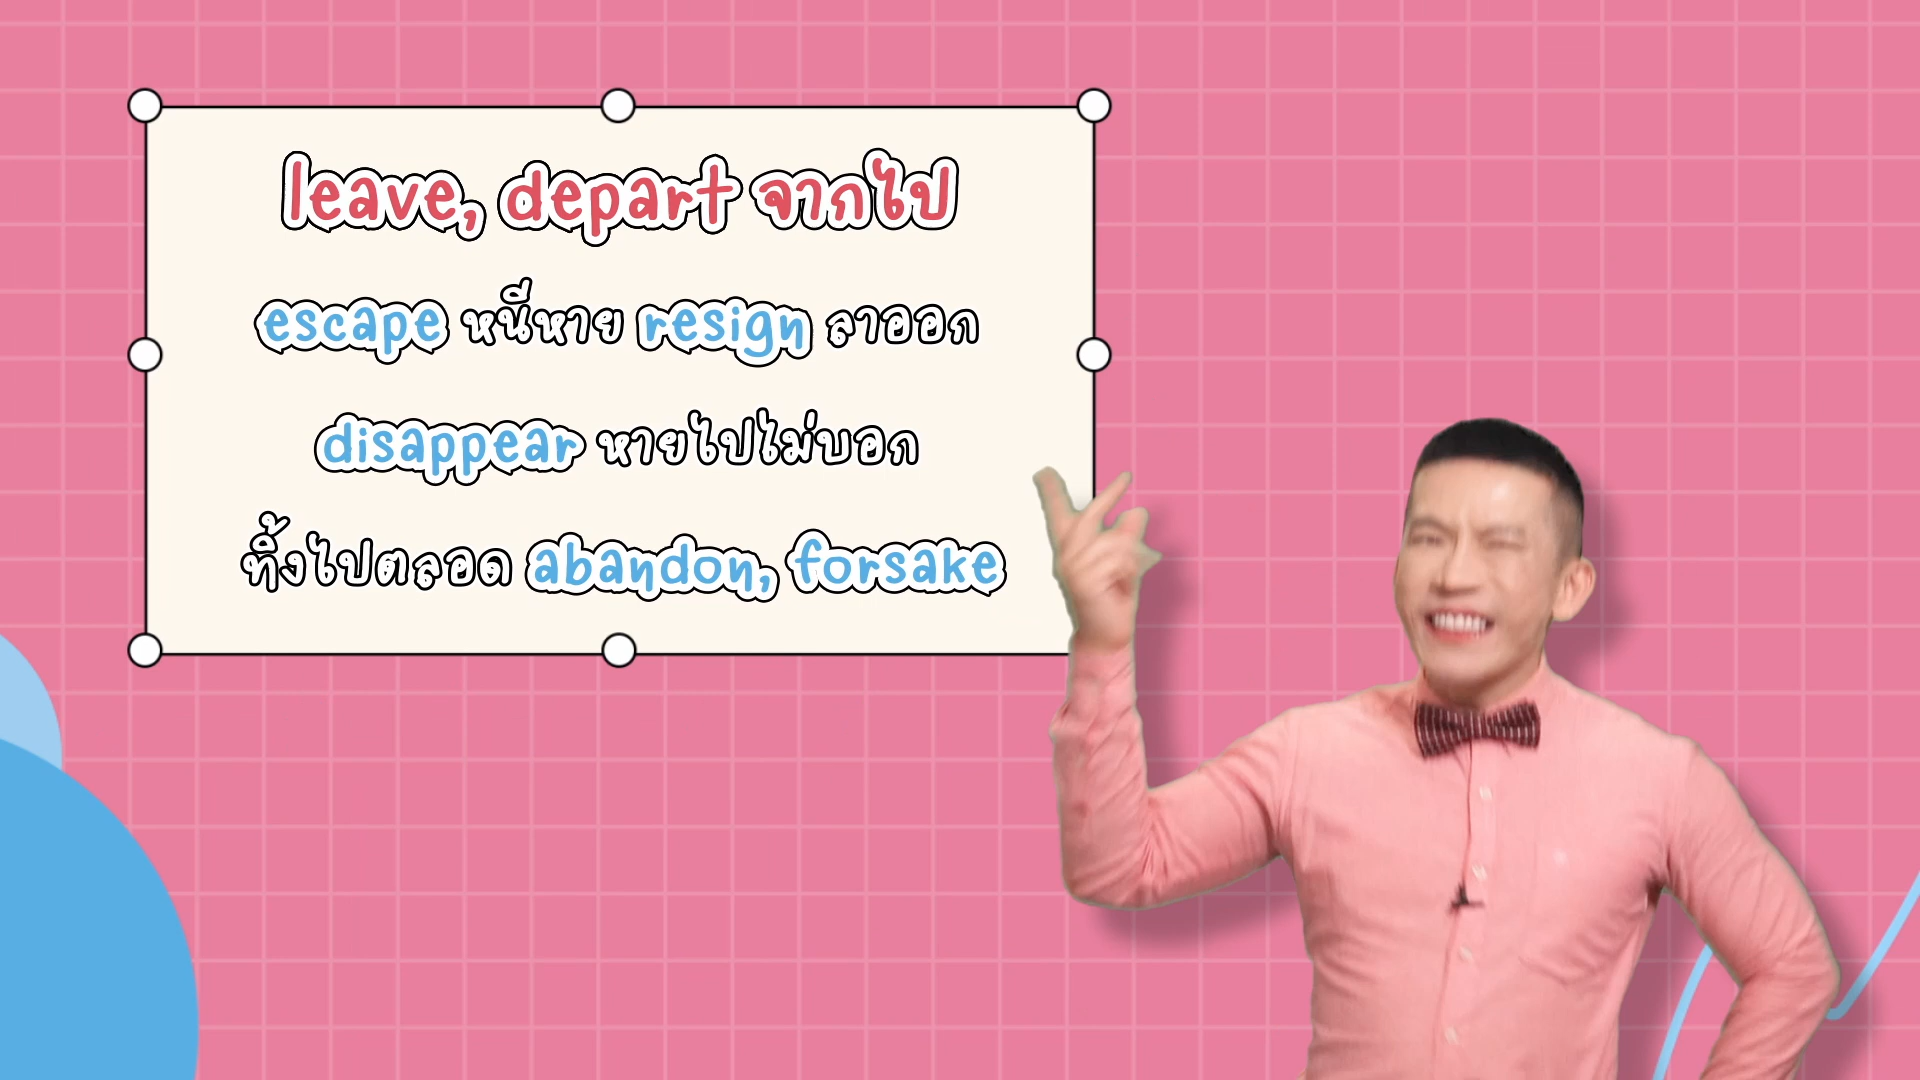 leave, depart จากไป
escape หนีหาย resign ลาออก
disappear หายไปไม่บอก
ทิ้งไปตลอด abandon, forsake